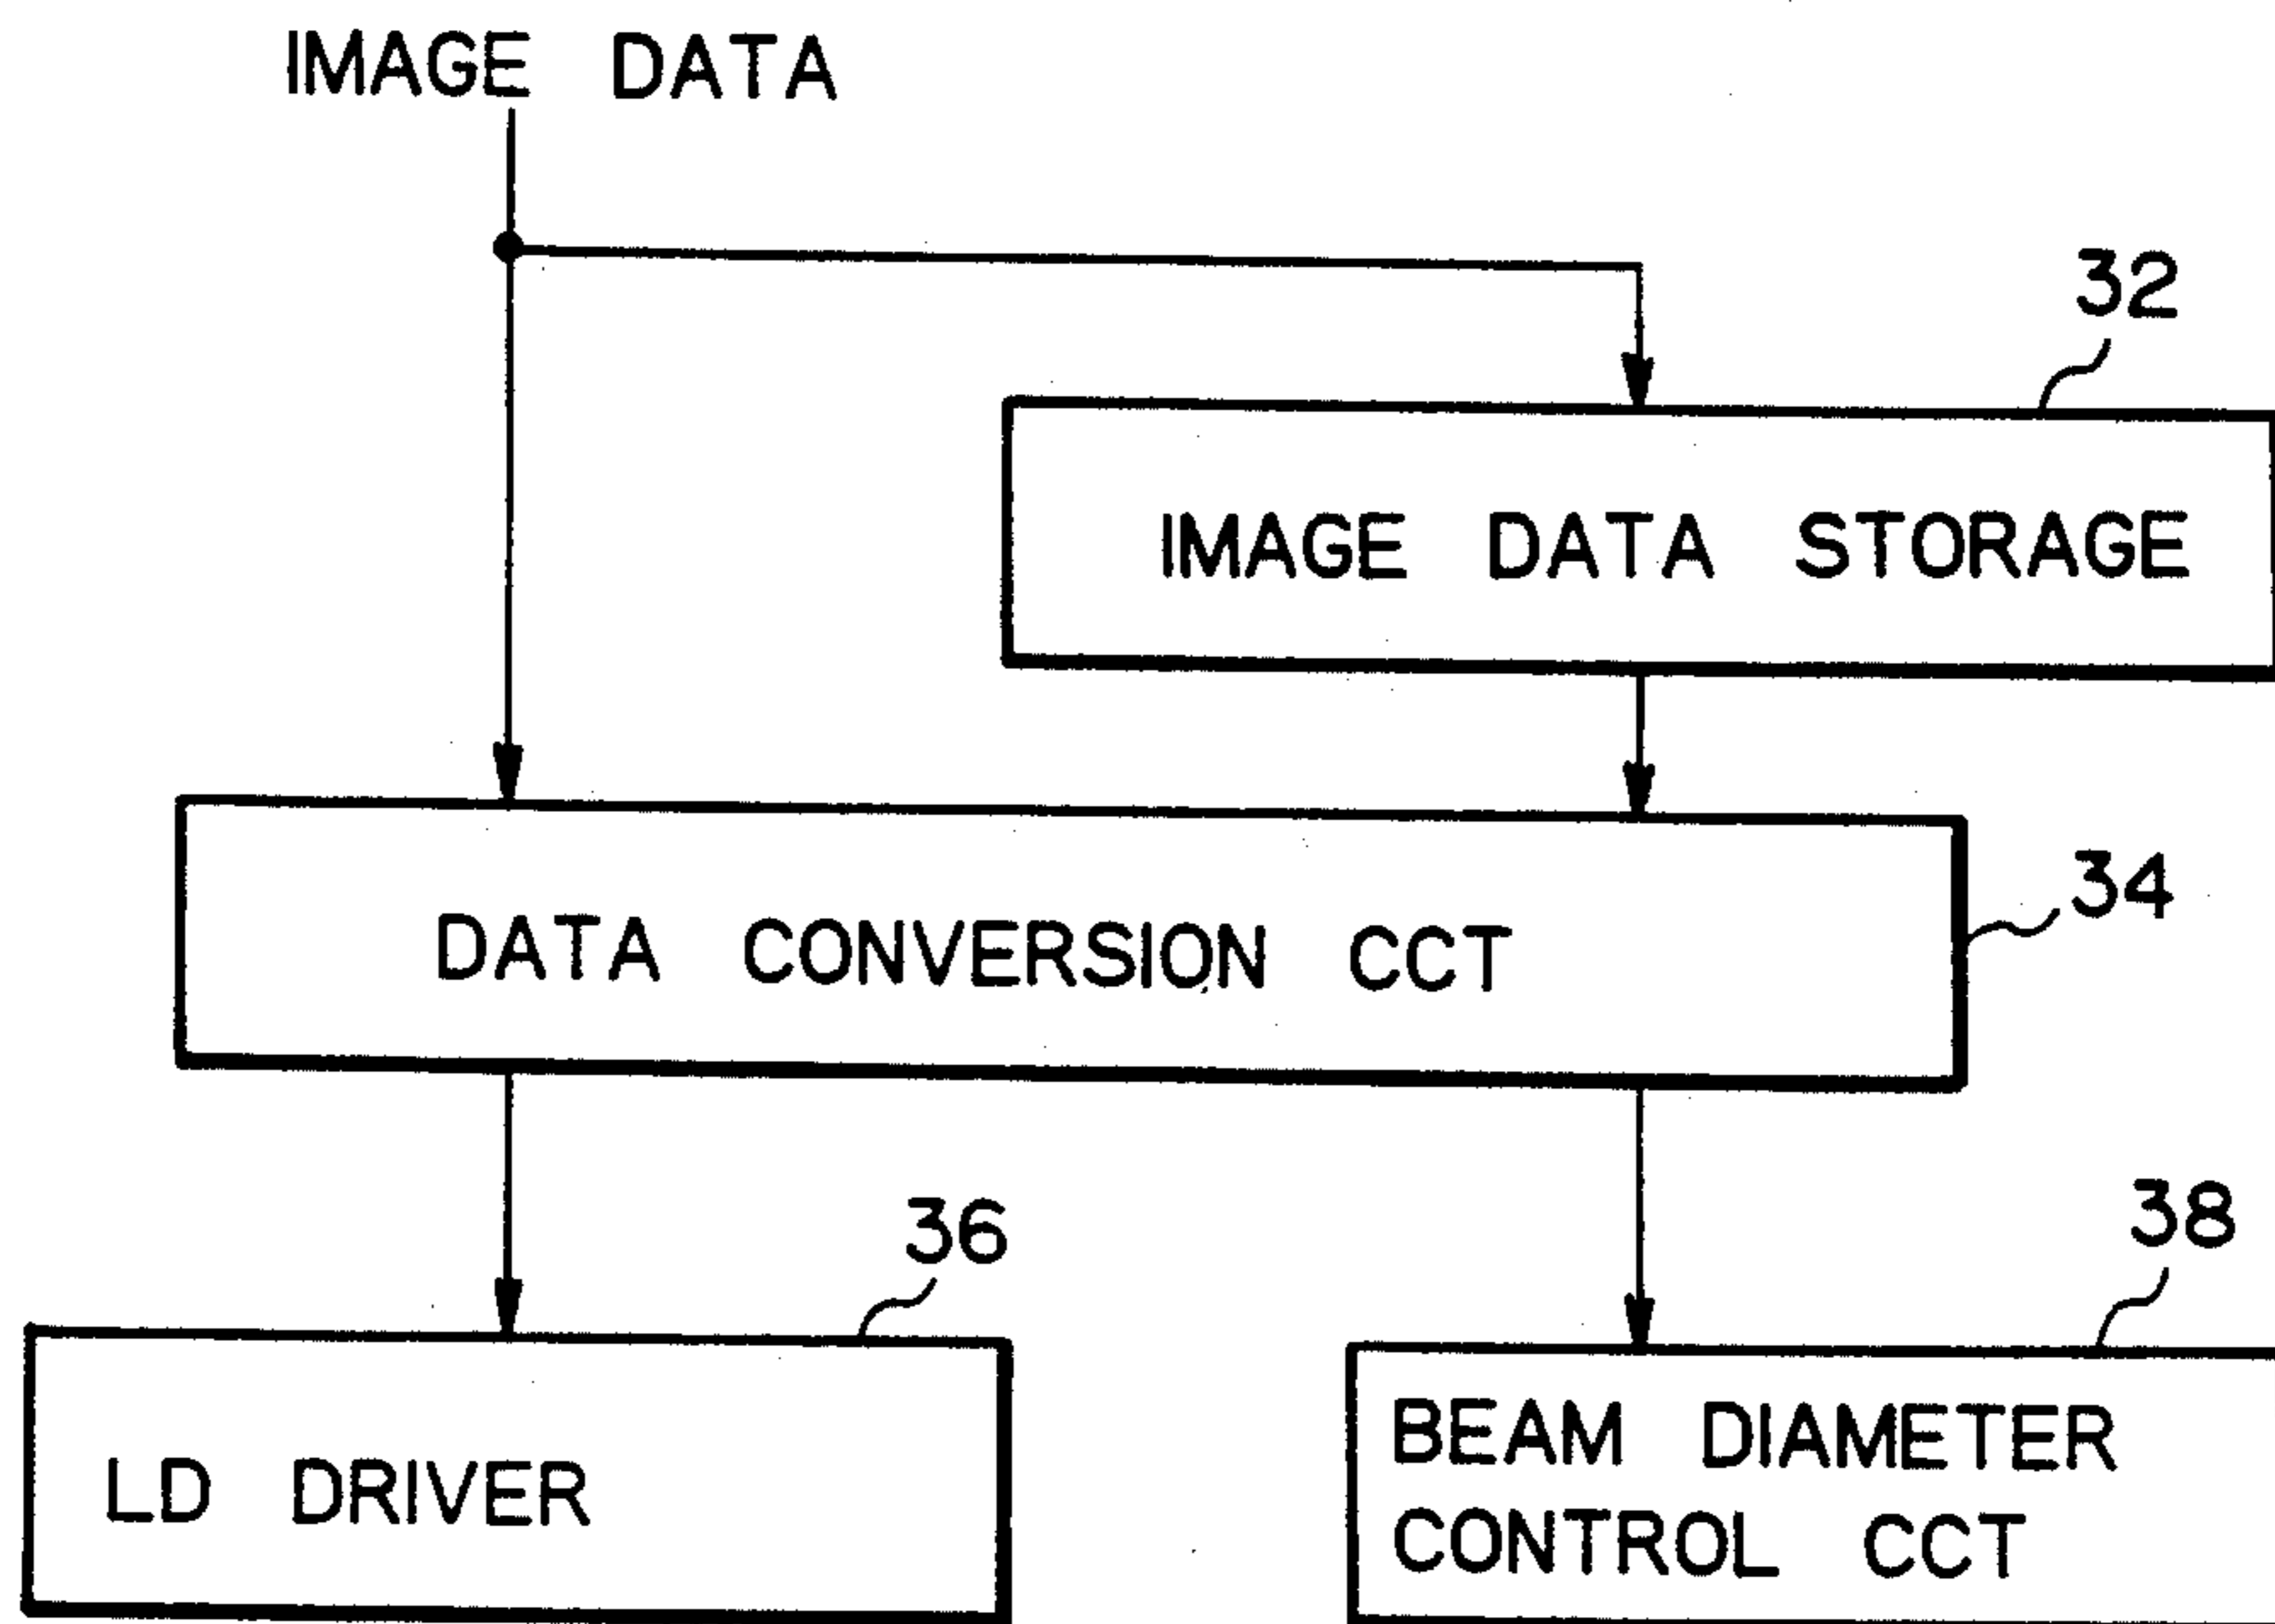 IMAGE DATA
32
IMAGE DATA STORAGE
34
DATA CONVERSION CCT
36
38
LD DRIVER
BEAM DIAMETER
CONTROL CCT